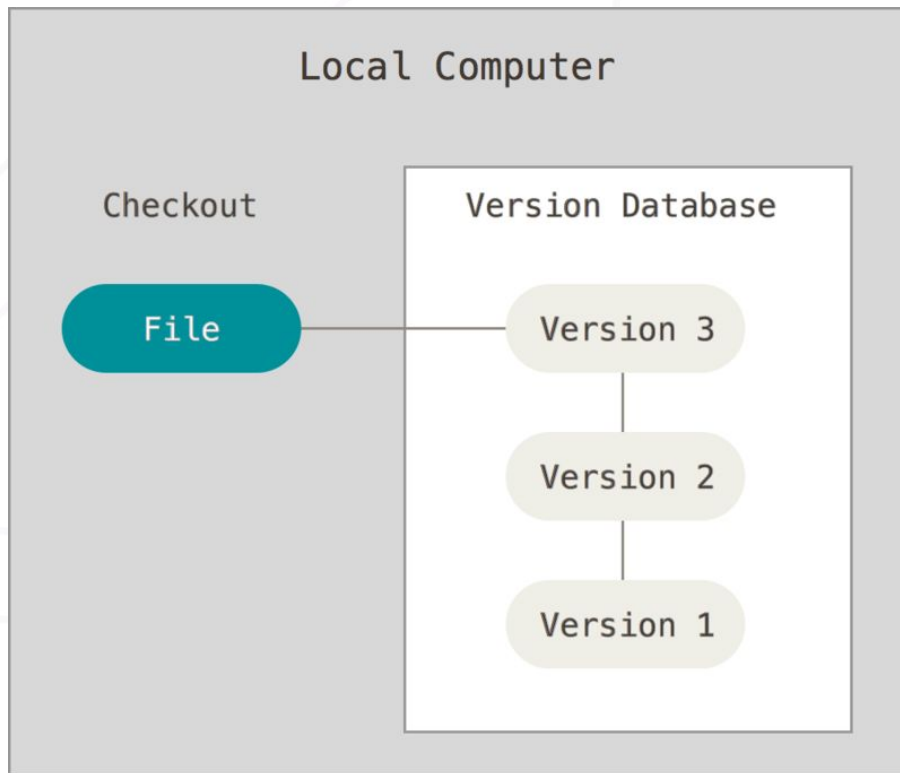 Local Computer
Checkout
Version Database
File
Version 3
Version 2
Version 1